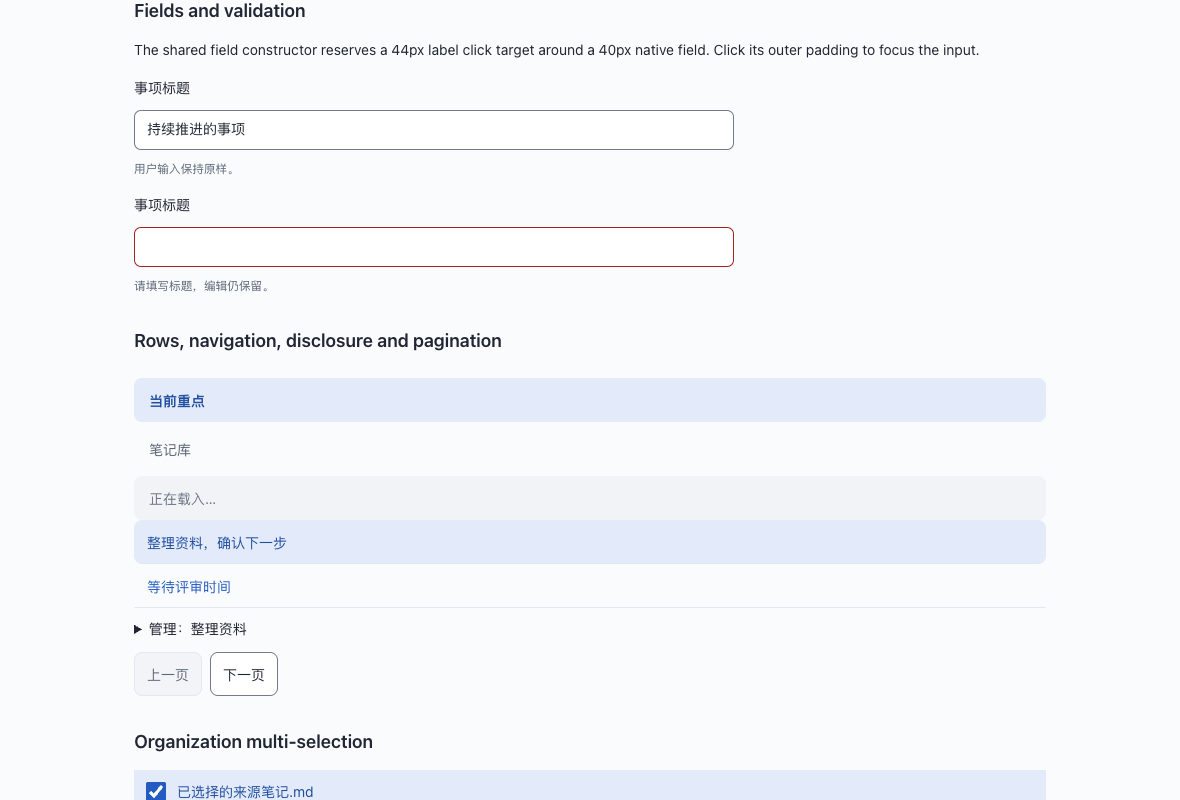 Fields and validation
The shared field constructor reserves a 44px label click target around a 40px native field. Click its outer padding to focus the input.
事项标题
持续推进的事项
用户输入保持原样。
事项标题
请填写标题，编辑仍保留。
Rows, navigation, disclosure and pagination
当前重点
笔记库
正在载入…
整理资料，确认下一步
等待评审时间
管理：整理资料
上一页 下一页
Organization multi-selection
已选择的来源笔记.md